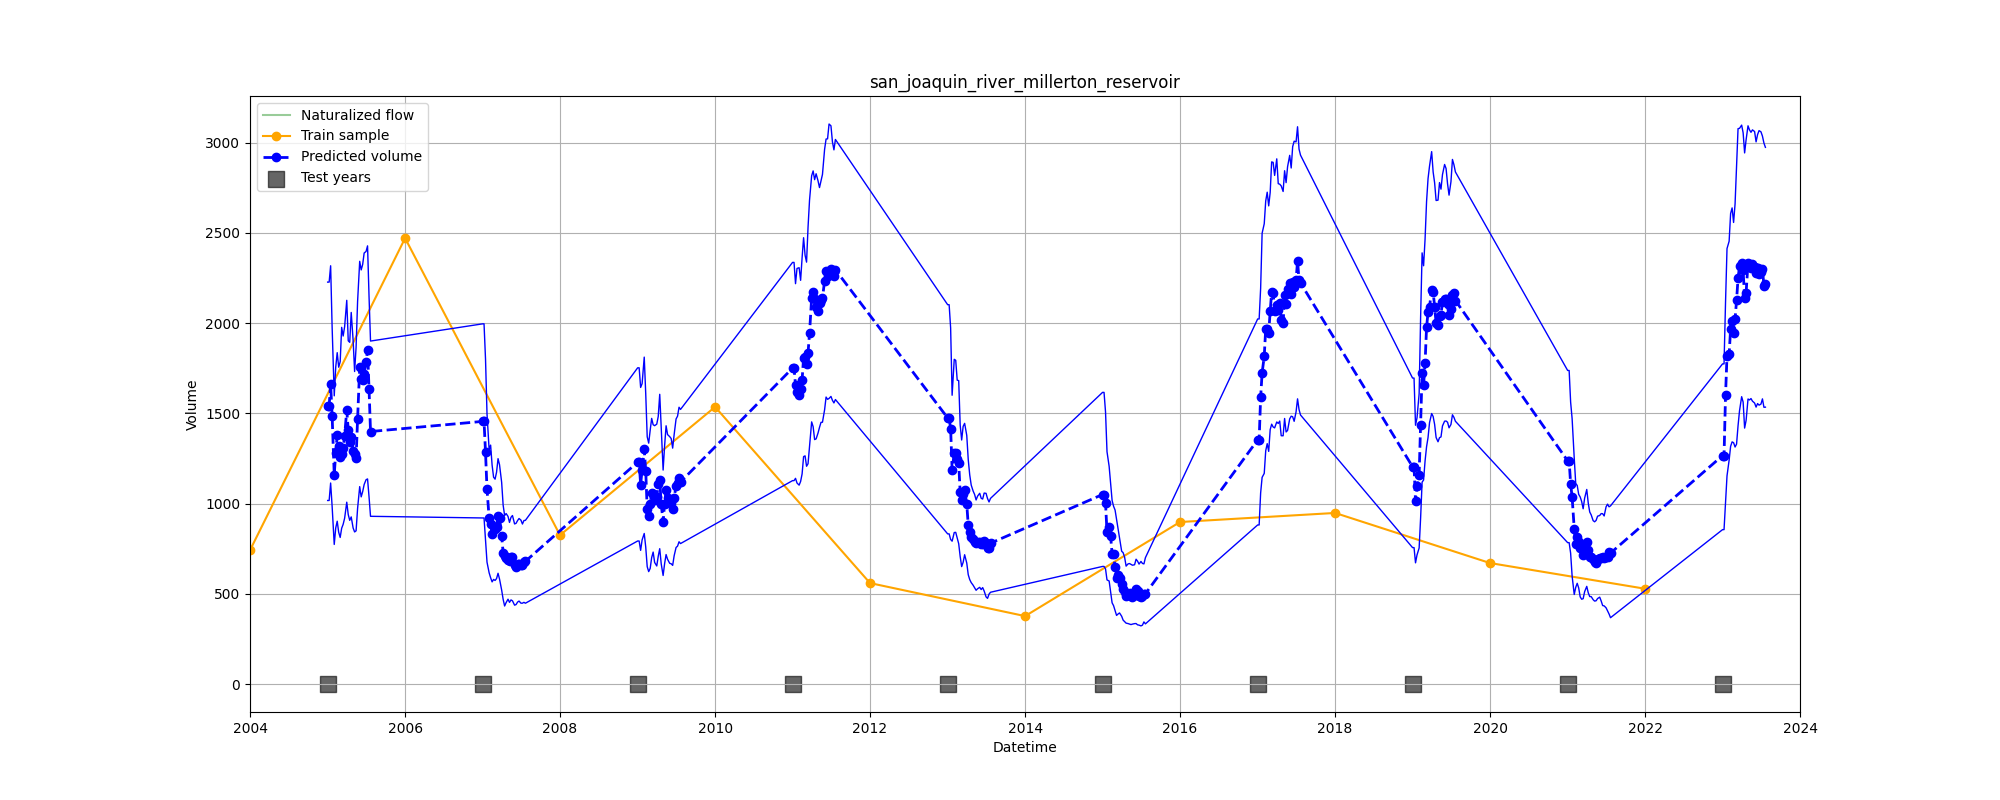 san_joaquin_river_millerton_reservoir
Naturalized flow
Train sample
Predicted volume
Test years
3000
2500
2000
1500
1000
500
0
Volume
2004 2006 2008 2010 2012 2014 2016 2018 2020 2022 2024
Datetime